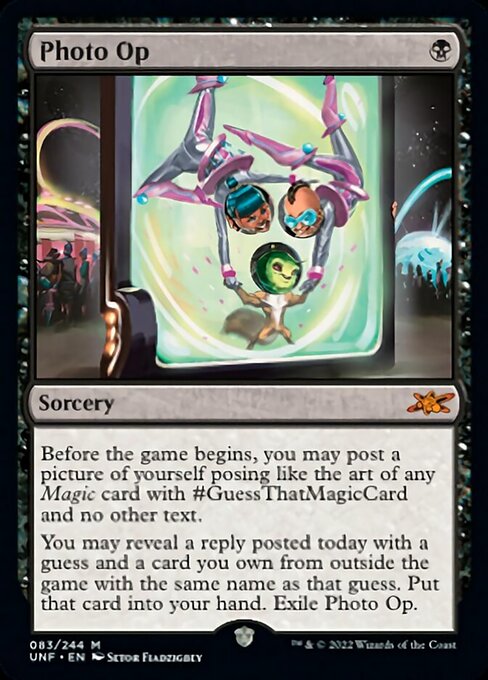 Photo Op
Sorcery
Before the game begins, you may post a
picture of yourself posing like the art of any
Magic card with #GuessThatMagicCard
and no other text.
You may reveal a reply posted today with a
guess and a card you own from outside the
game with the same name as that guess. Put
that card into your hand. Exile Photo Op.
083/244 M
UNF • EN Setor Fiadzigbey
™ & © 2022 Wizards of the Coast